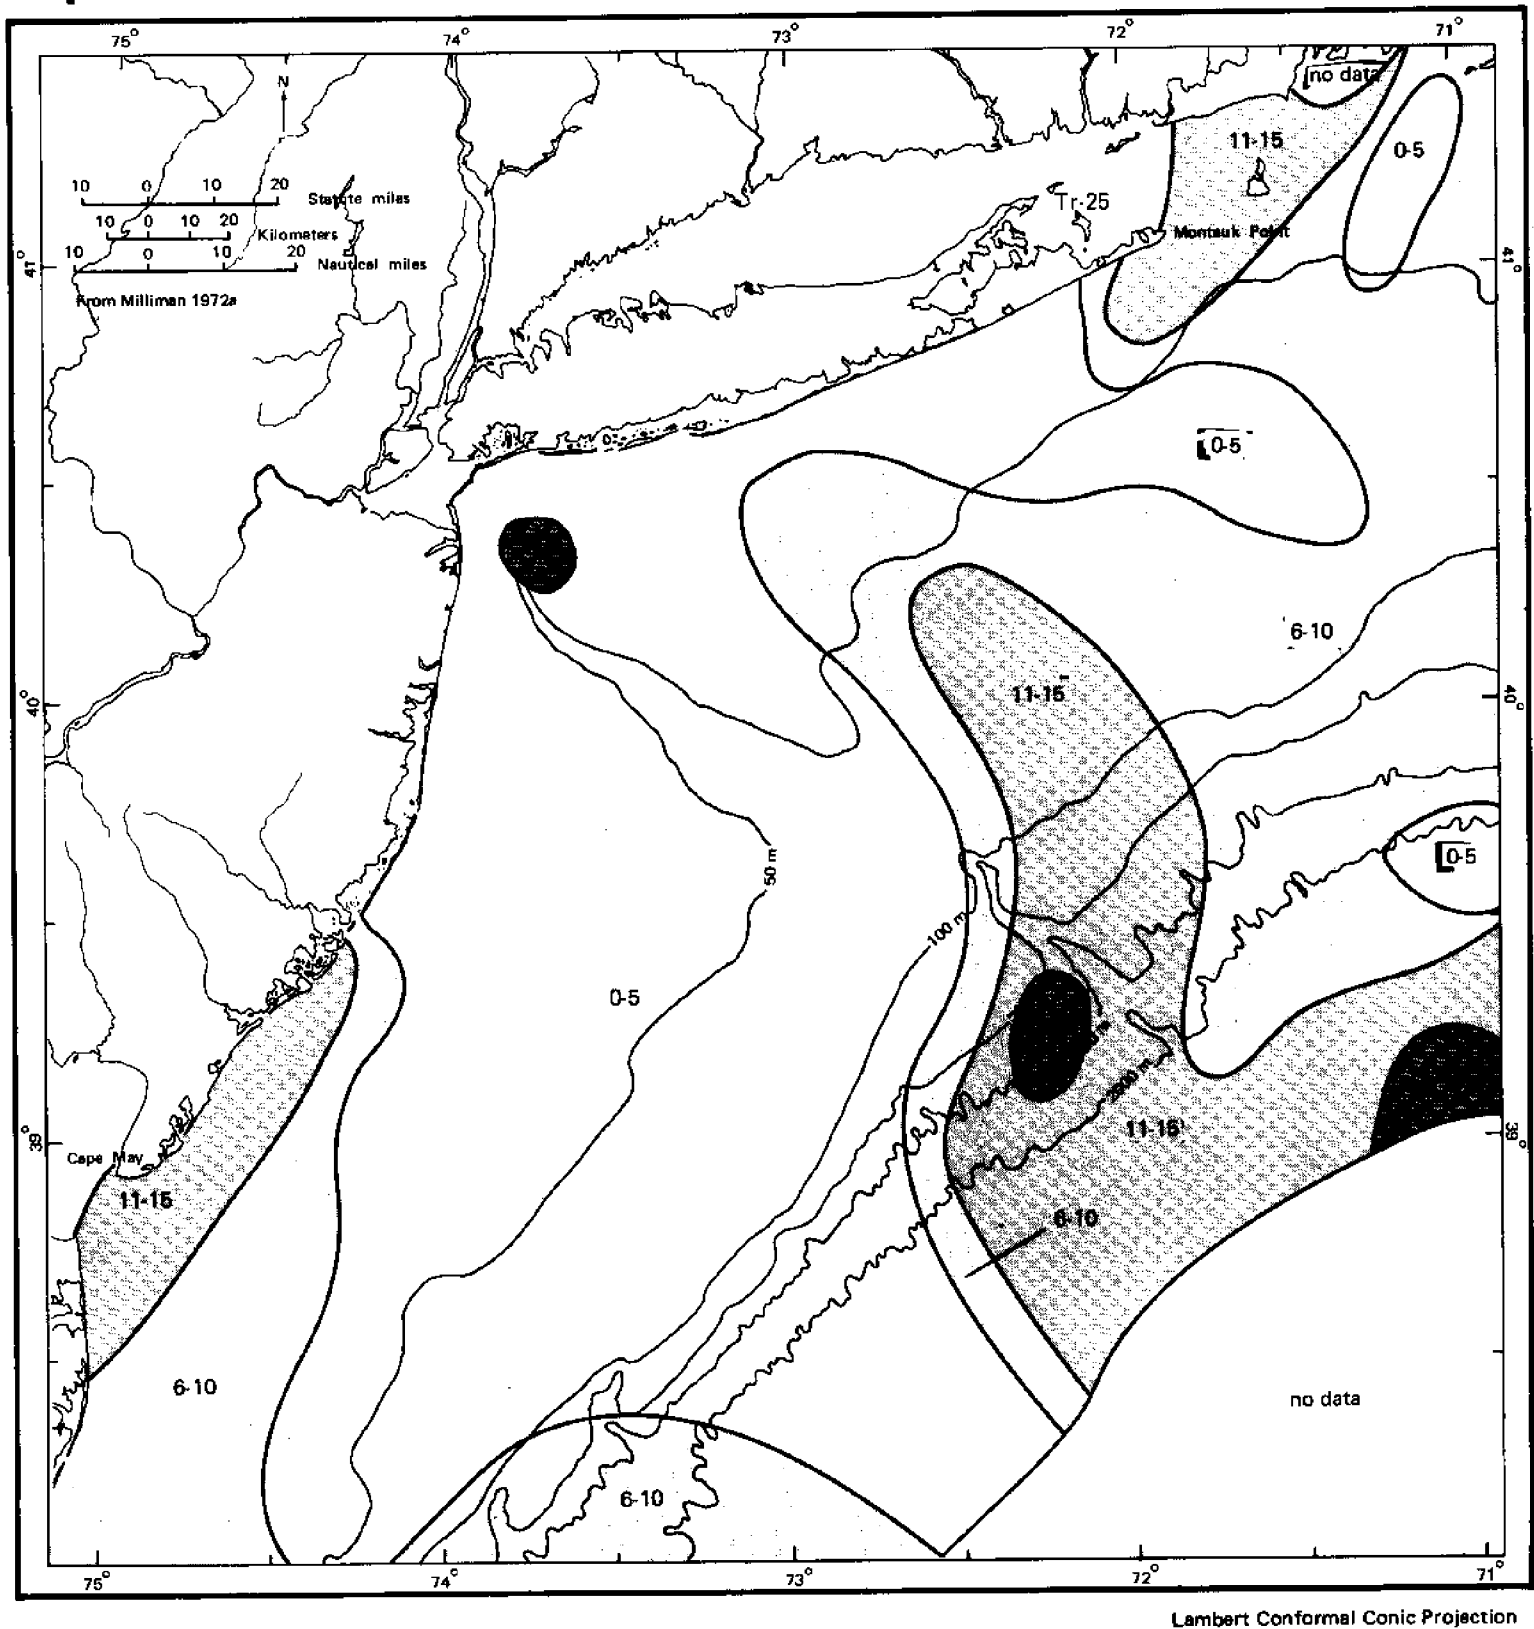 75° 74° 73° 72° 71°
no data
N
11-15
0-5
10 0 10 20 Statute miles
Tr-25
10 0 10 20 Kilometers
Montauk Point
10 0 10 20 Nautical miles
41° 41°
From Milliman 1972a
0-5
6-10
11-15
40° 40°
0-5
50 m
100 m
0-5
11-15
39° 39°
Cape May
11-15
6-10
6-10
no data
6-10
75° 74° 73° 72° 71°
Lambert Conformal Conic Projection